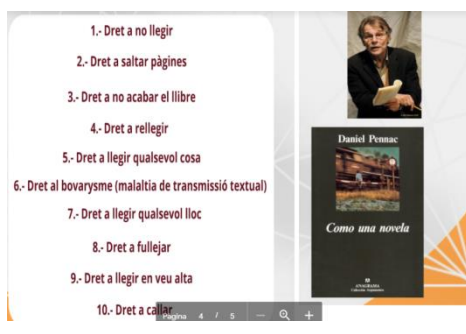 1.- Dret a no llegir
2.- Dret a saltar pàgines
3.- Dret a no acabar el llibre
4.- Dret a rellegir
5.- Dret a llegir qualsevol cosa
6.- Dret al bovarysme (malaltia de transmissió textual)
7.- Dret a llegir qualsevol lloc
8.- Dret a fullejar
9.- Dret a llegir en veu alta
10.- Dret a callar
Pàgina 4 / 5
Daniel Pennac
Como una novela
ANAGRAMA